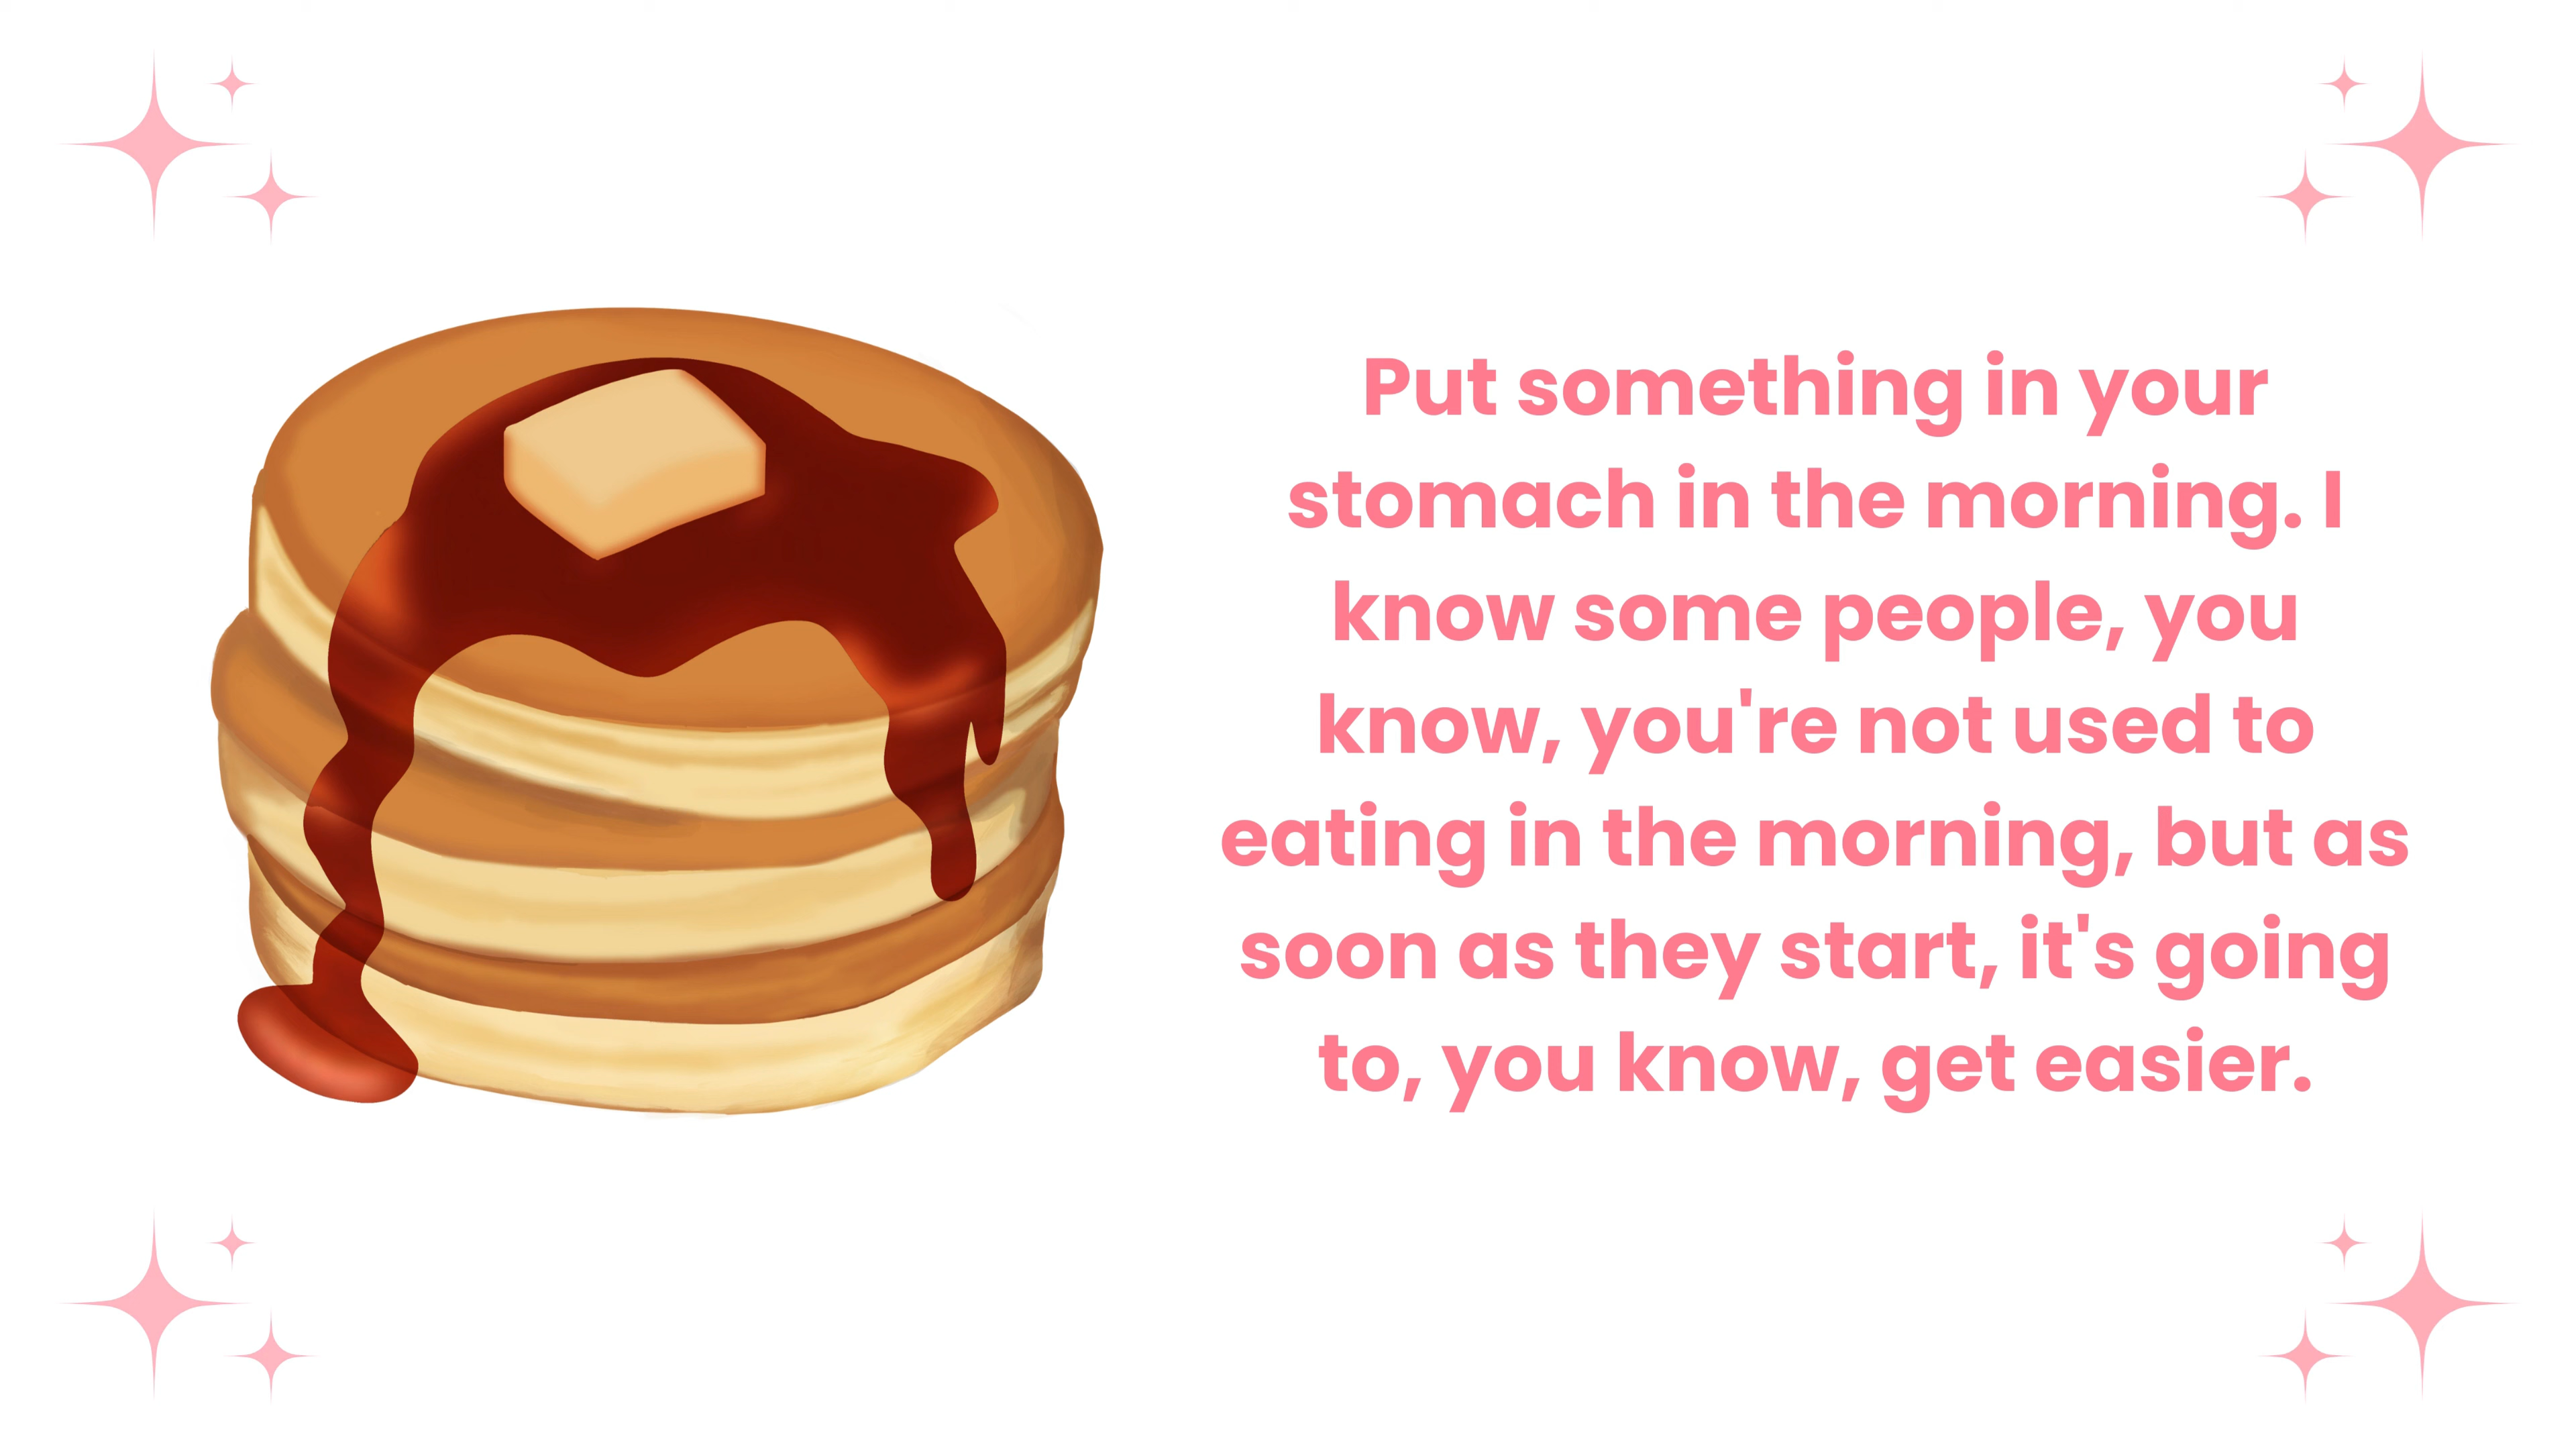 Put something in your
stomach in the morning. I
know some people, you
know, you're not used to
eating in the morning, but as
soon as they start, it's going
to, you know, get easier.